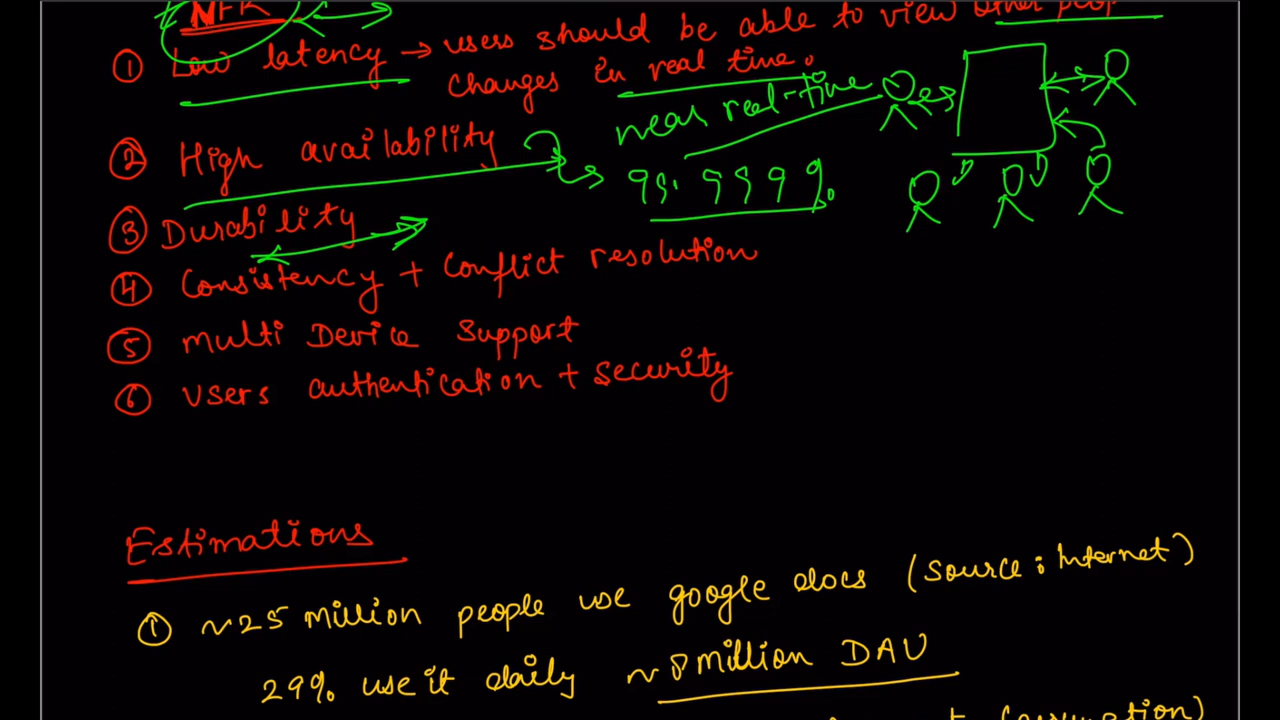 NFR
① Low latency → users should be able to view other peop
changes in real time.
near real-time
② High availability
99.999%
③ Durability
④ Consistency + Conflict resolution
⑤ Multi Device Support
⑥ Users authentication + security
Estimations
① ~25 million people use google docs (Source: Internet)
29% use it daily ~8 million DAU